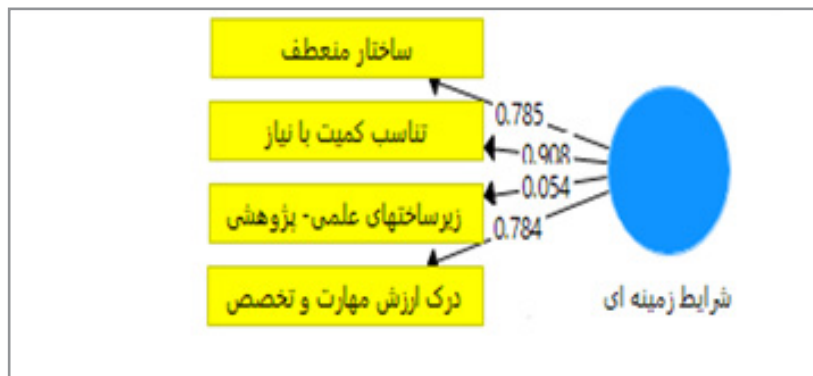 ساختار منعطف
0.785
تناسب کمیت با نیاز
0.908
زیرساختهای علمی- پژوهشی
0.054
0.784
درک ارزش مهارت و تخصص
شرایط زمینه ای